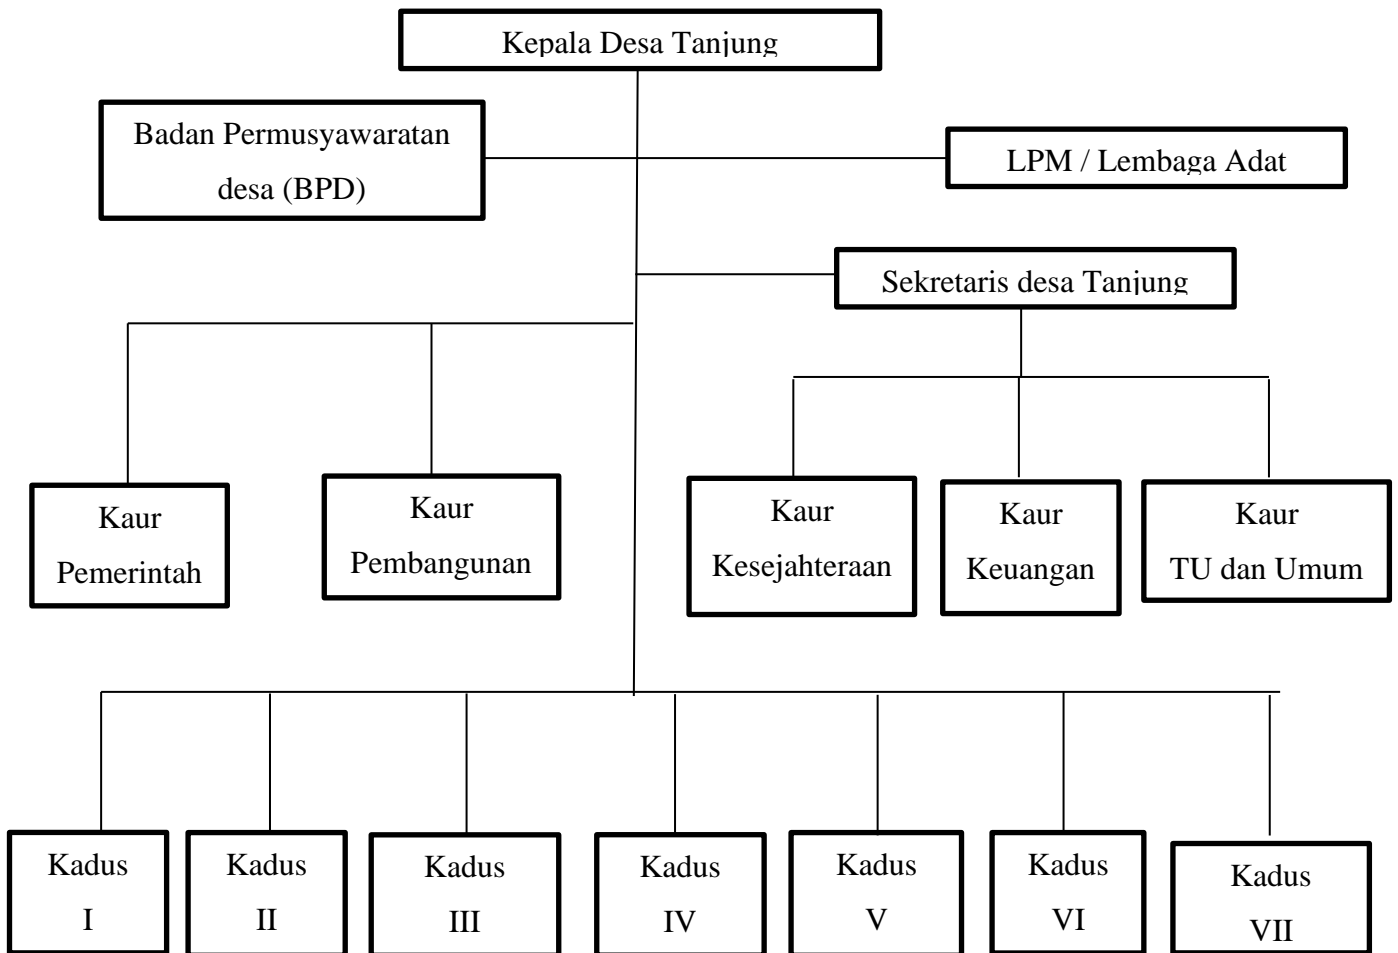 Kepala Desa Tanjung
Badan Permusyawaratan
desa (BPD)
LPM / Lembaga Adat
Sekretaris desa Tanjung
Kaur
Pemerintah
Kaur
Pembangunan
Kaur
Kesejahteraan
Kaur
Keuangan
Kaur
TU dan Umum
Kadus
I
Kadus
II
Kadus
III
Kadus
IV
Kadus
V
Kadus
VI
Kadus
VII